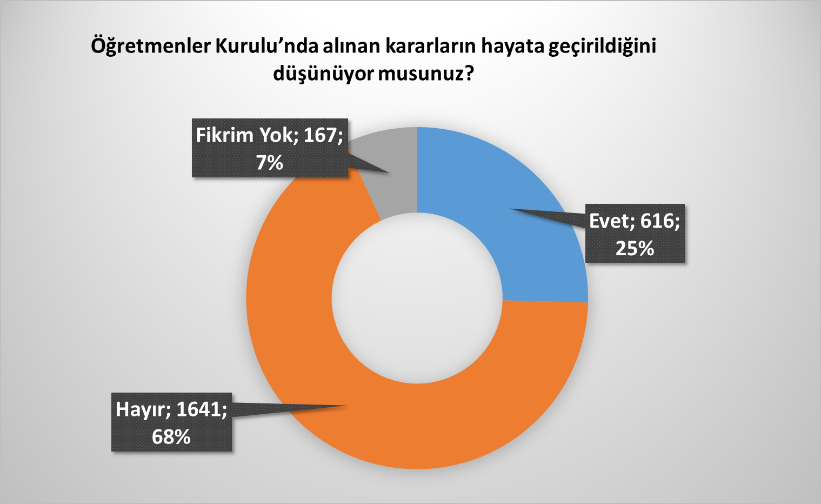 Öğretmenler Kurulu’nda alınan kararların hayata geçirildiğini
düşünüyor musunuz?
Fikrim Yok; 167;
7%
Evet; 616;
25%
Hayır; 1641;
68%